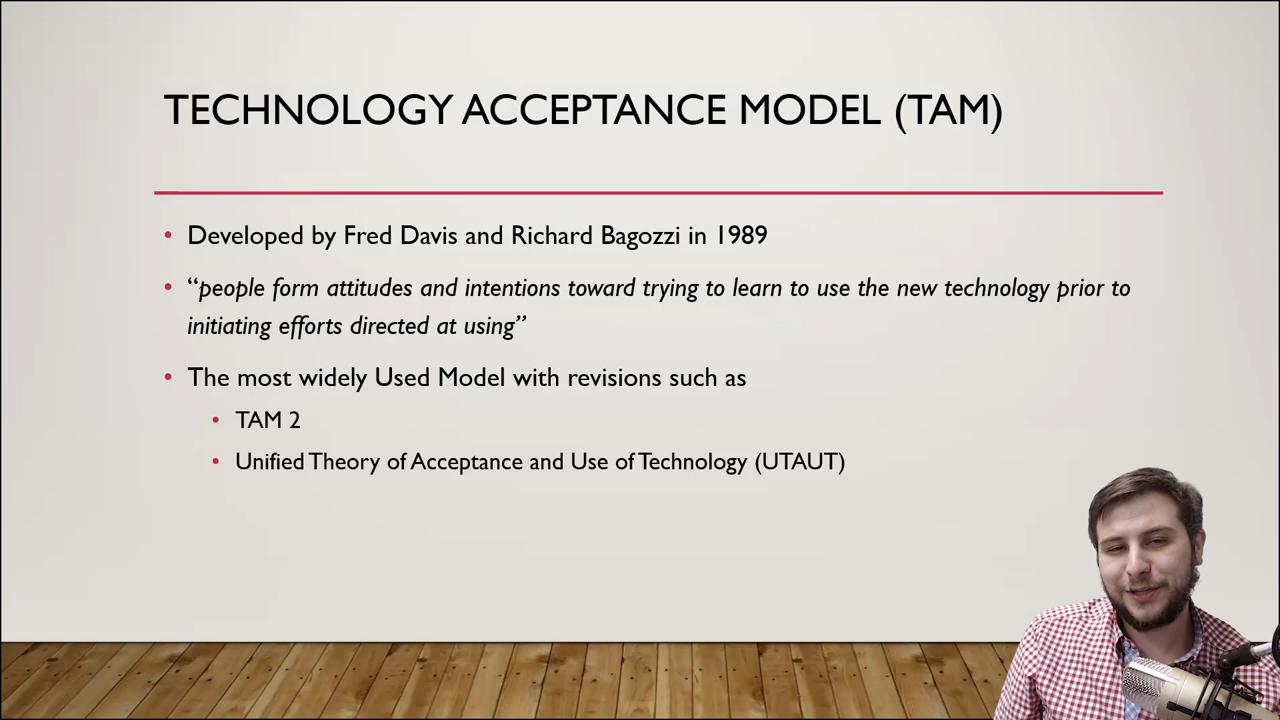 TECHNOLOGY ACCEPTANCE MODEL (TAM)
• Developed by Fred Davis and Richard Bagozzi in 1989
• “people form attitudes and intentions toward trying to learn to use the new technology prior to
initiating efforts directed at using”
• The most widely Used Model with revisions such as
• TAM 2
• Unified Theory of Acceptance and Use of Technology (UTAUT)